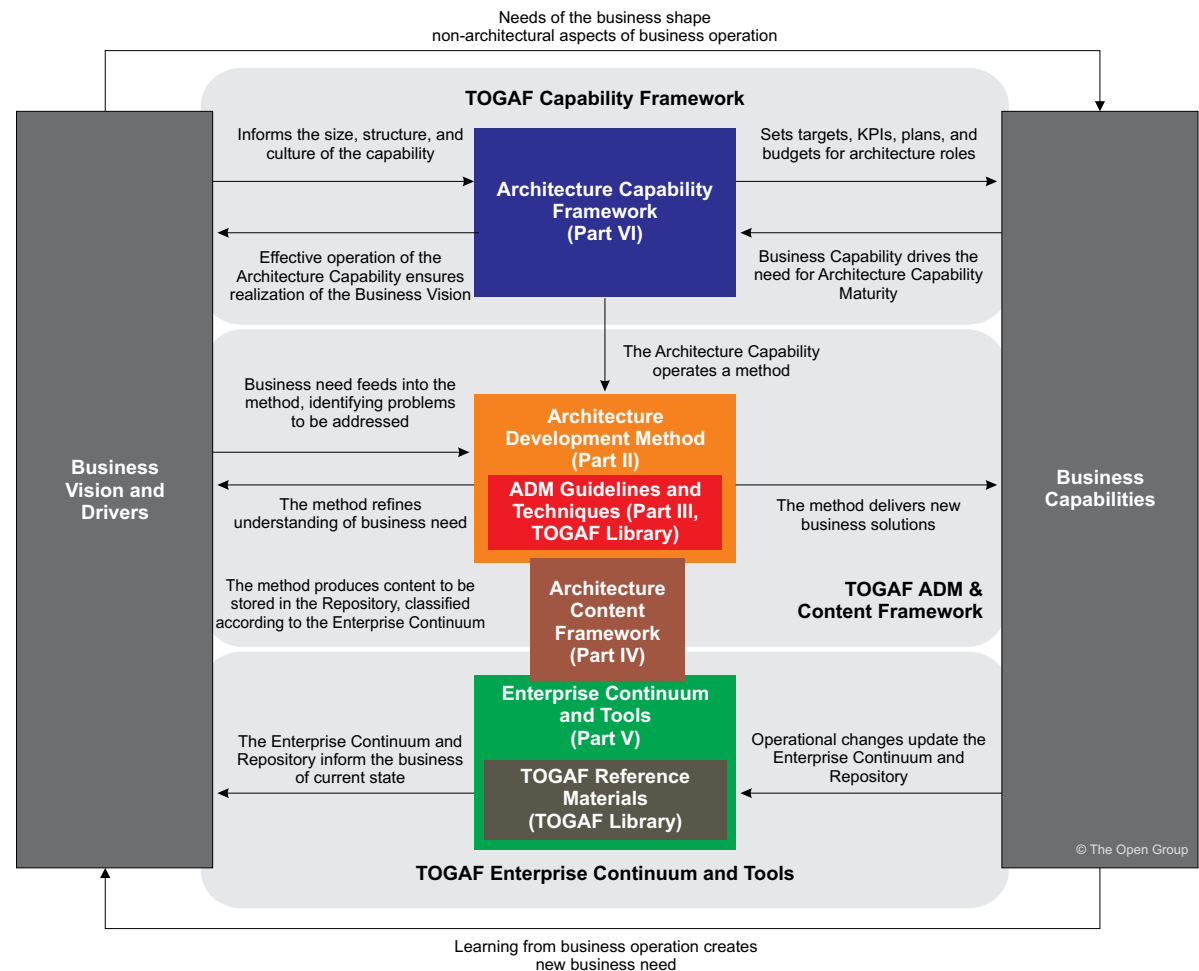 Needs of the business shape
non-architectural aspects of business operation
TOGAF Capability Framework
Informs the size, structure, and
culture of the capability
Architecture Capability
Framework
(Part VI)
Sets targets, KPIs, plans, and
budgets for architecture roles
Effective operation of the
Architecture Capability ensures
realization of the Business Vision
Business Capability drives the
need for Architecture Capability
Maturity
The Architecture Capability
operates a method
Business need feeds into the
method, identifying problems
to be addressed
Architecture
Development Method
(Part II)
Business
Vision and
Drivers
ADM Guidelines and
Techniques (Part III,
TOGAF Library)
Business
Capabilities
The method refines
understanding of business need
The method delivers new
business solutions
The method produces content to be
stored in the Repository, classified
according to the Enterprise Continuum
Architecture
Content
Framework
(Part IV)
TOGAF ADM &
Content Framework
Enterprise Continuum
and Tools
(Part V)
The Enterprise Continuum and
Repository inform the business
of current state
Operational changes update the
Enterprise Continuum and
Repository
TOGAF Reference
Materials
(TOGAF Library)
© The Open Group
TOGAF Enterprise Continuum and Tools
Learning from business operation creates
new business need